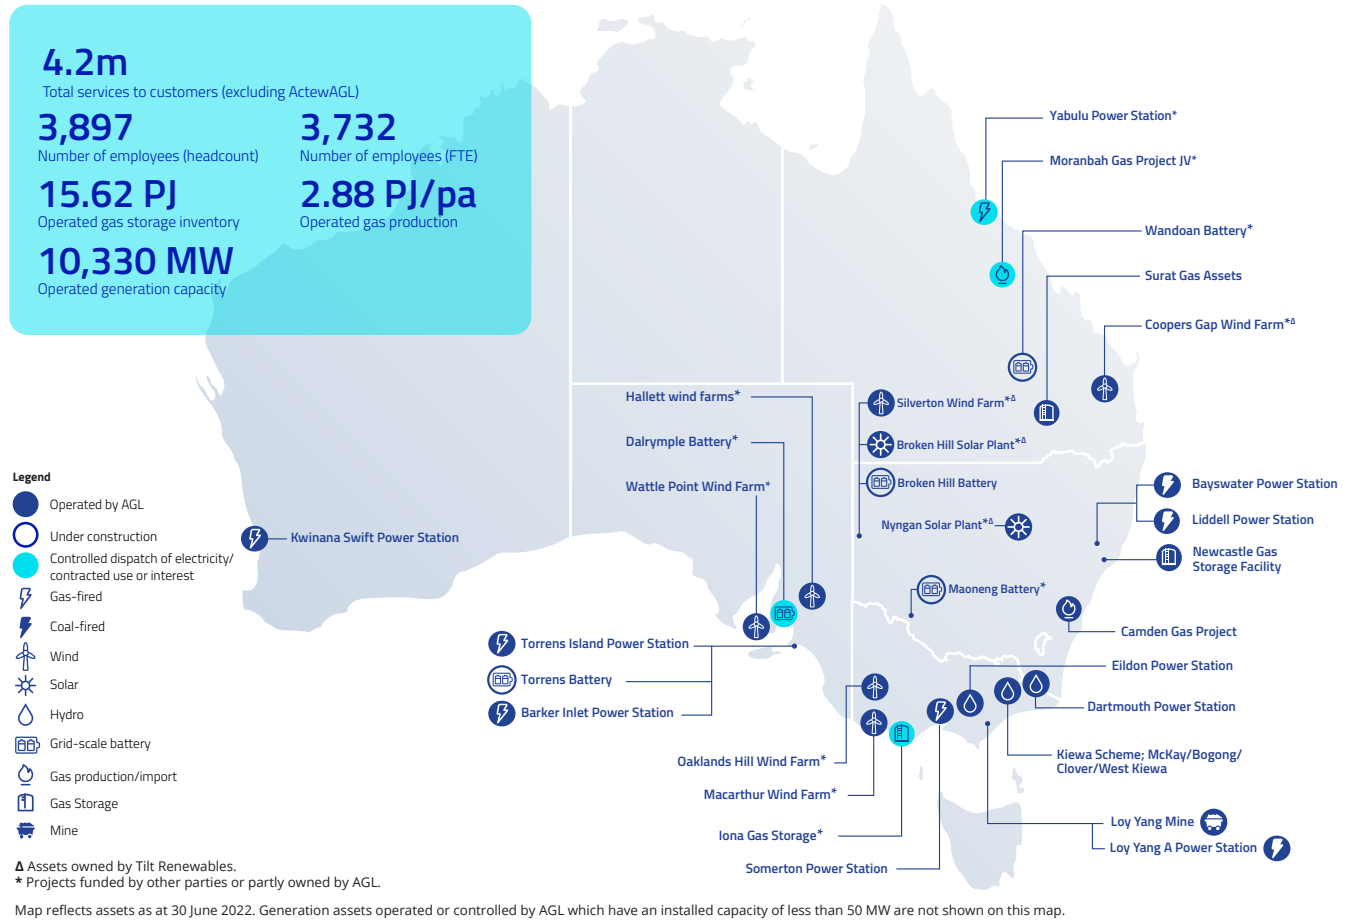 4.2m
Total services to customers (excluding ActewAGL)
3,897
Number of employees (headcount)
3,732
Number of employees (FTE)
15.62 PJ
Operated gas storage inventory
2.88 PJ/pa
Operated gas production
10,330 MW
Operated generation capacity
Yabulu Power Station*
Moranbah Gas Project JV*
Wandoan Battery*
Surat Gas Assets
Coopers Gap Wind Farm*Δ
Hallett wind farms*
Dalrymple Battery*
Wattle Point Wind Farm*
Silverton Wind Farm*Δ
Broken Hill Solar Plant*Δ
Broken Hill Battery
Nyngan Solar Plant*Δ
Maoneng Battery*
Bayswater Power Station
Liddell Power Station
Newcastle Gas
Storage Facility
Camden Gas Project
Eildon Power Station
Dartmouth Power Station
Kiewa Scheme; McKay/Bogong/
Clover/West Kiewa
Loy Yang Mine
Loy Yang A Power Station
Kwinana Swift Power Station
Torrens Island Power Station
Torrens Battery
Barker Inlet Power Station
Oaklands Hill Wind Farm*
Macarthur Wind Farm*
Iona Gas Storage*
Somerton Power Station
Legend
Operated by AGL
Under construction
Controlled dispatch of electricity/
contracted use or interest
Gas-fired
Coal-fired
Wind
Solar
Hydro
Grid-scale battery
Gas production/import
Gas Storage
Mine
Δ Assets owned by Tilt Renewables.
* Projects funded by other parties or partly owned by AGL.
Map reflects assets as at 30 June 2022. Generation assets operated or controlled by AGL which have an installed capacity of less than 50 MW are not shown on this map.